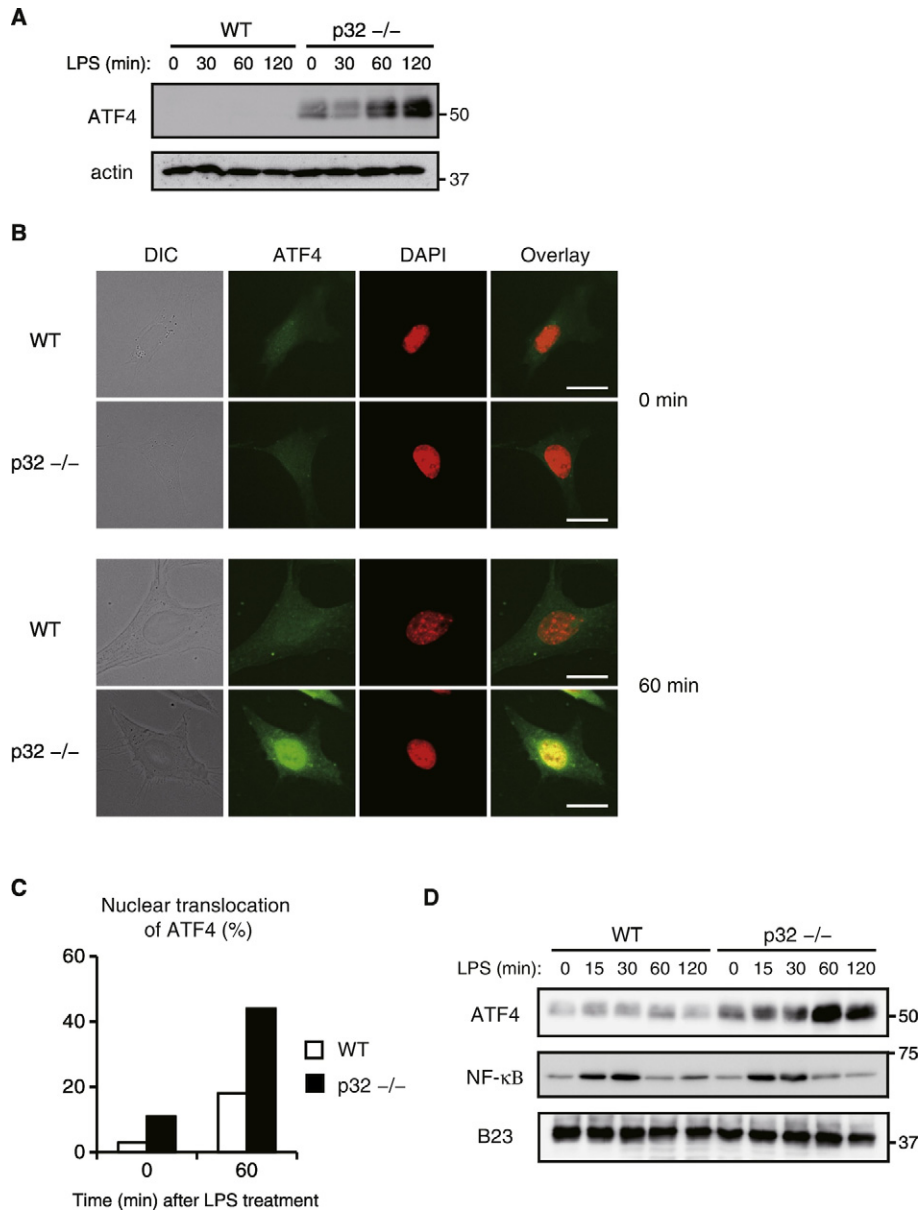 A
WT p32 −/−
LPS (min): 0 30 60 120 0 30 60 120
ATF4
50
actin
37
B
DIC ATF4 DAPI Overlay
WT
0 min
p32 −/−
WT
60 min
p32 −/−
C
Nuclear translocation
of ATF4 (%)
60
40
20
0
0 60
Time (min) after LPS treatment
WT
p32 −/−
D
WT p32 −/−
LPS (min): 0 15 30 60 120 0 15 30 60 120
ATF4
50
75
NF-κB
B23
37